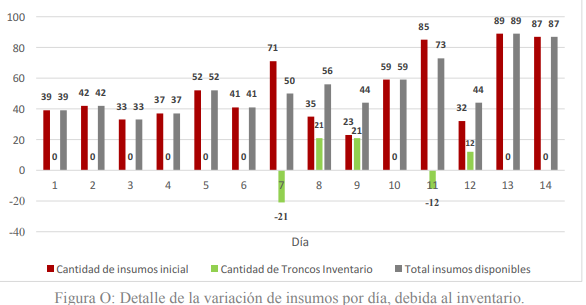 100
80
60
40
20
0
-20
-40
39 0 39
42 0 42
33 0 33
37 0 37
52 0 52
41 0 41
71 -21 50
35 21 56
23 21 44
59 0 59
85 -12 73
32 12 44
89 0 89
87 0 87
1 2 3 4 5 6 7 8 9 10 11 12 13 14
Día
Cantidad de insumos inicial Cantidad de Troncos Inventario Total insumos disponibles
Figura O: Detalle de la variación de insumos por día, debida al inventario.